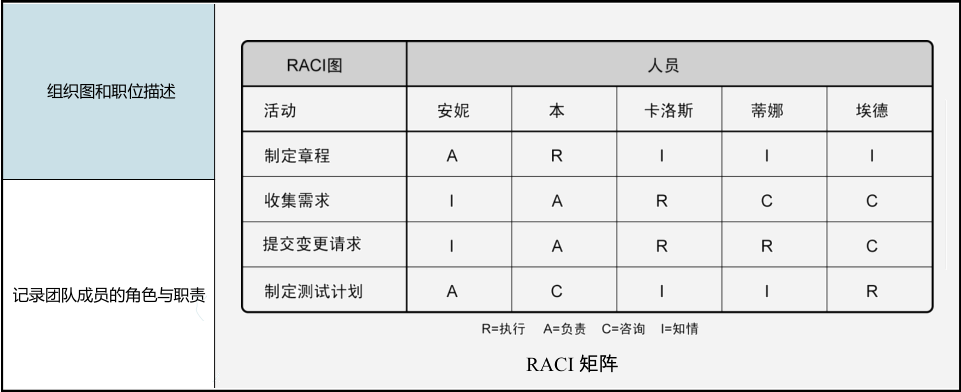 组织图和职位描述
记录团队成员的角色与职责
RACI图 人员
活动 安妮 本 卡洛斯 蒂娜 埃德
制定章程 A R I I I
收集需求 I A R C C
提交变更请求 I A R R C
制定测试计划 A C I I R
R=执行 A=负责 C=咨询 I=知情
RACI 矩阵